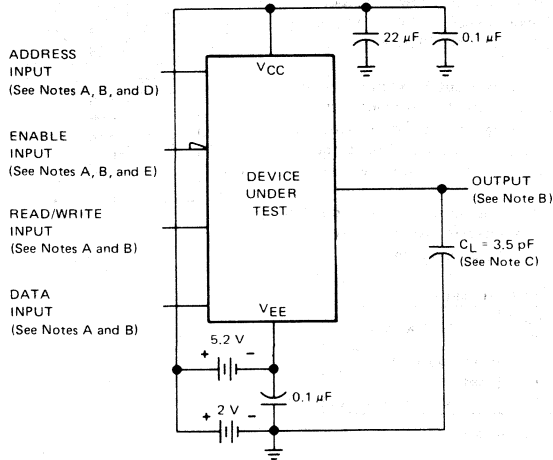 22 µF
0.1 µF
ADDRESS
INPUT
(See Notes A, B, and D)
VCC
ENABLE
INPUT
(See Notes A, B, and E)
DEVICE
UNDER
TEST
OUTPUT
(See Note B)
READ/WRITE
INPUT
(See Notes A and B)
CL = 3.5 pF
(See Note C)
DATA
INPUT
(See Notes A and B)
VEE
5.2 V
+ -
0.1 µF
+ 2 V -